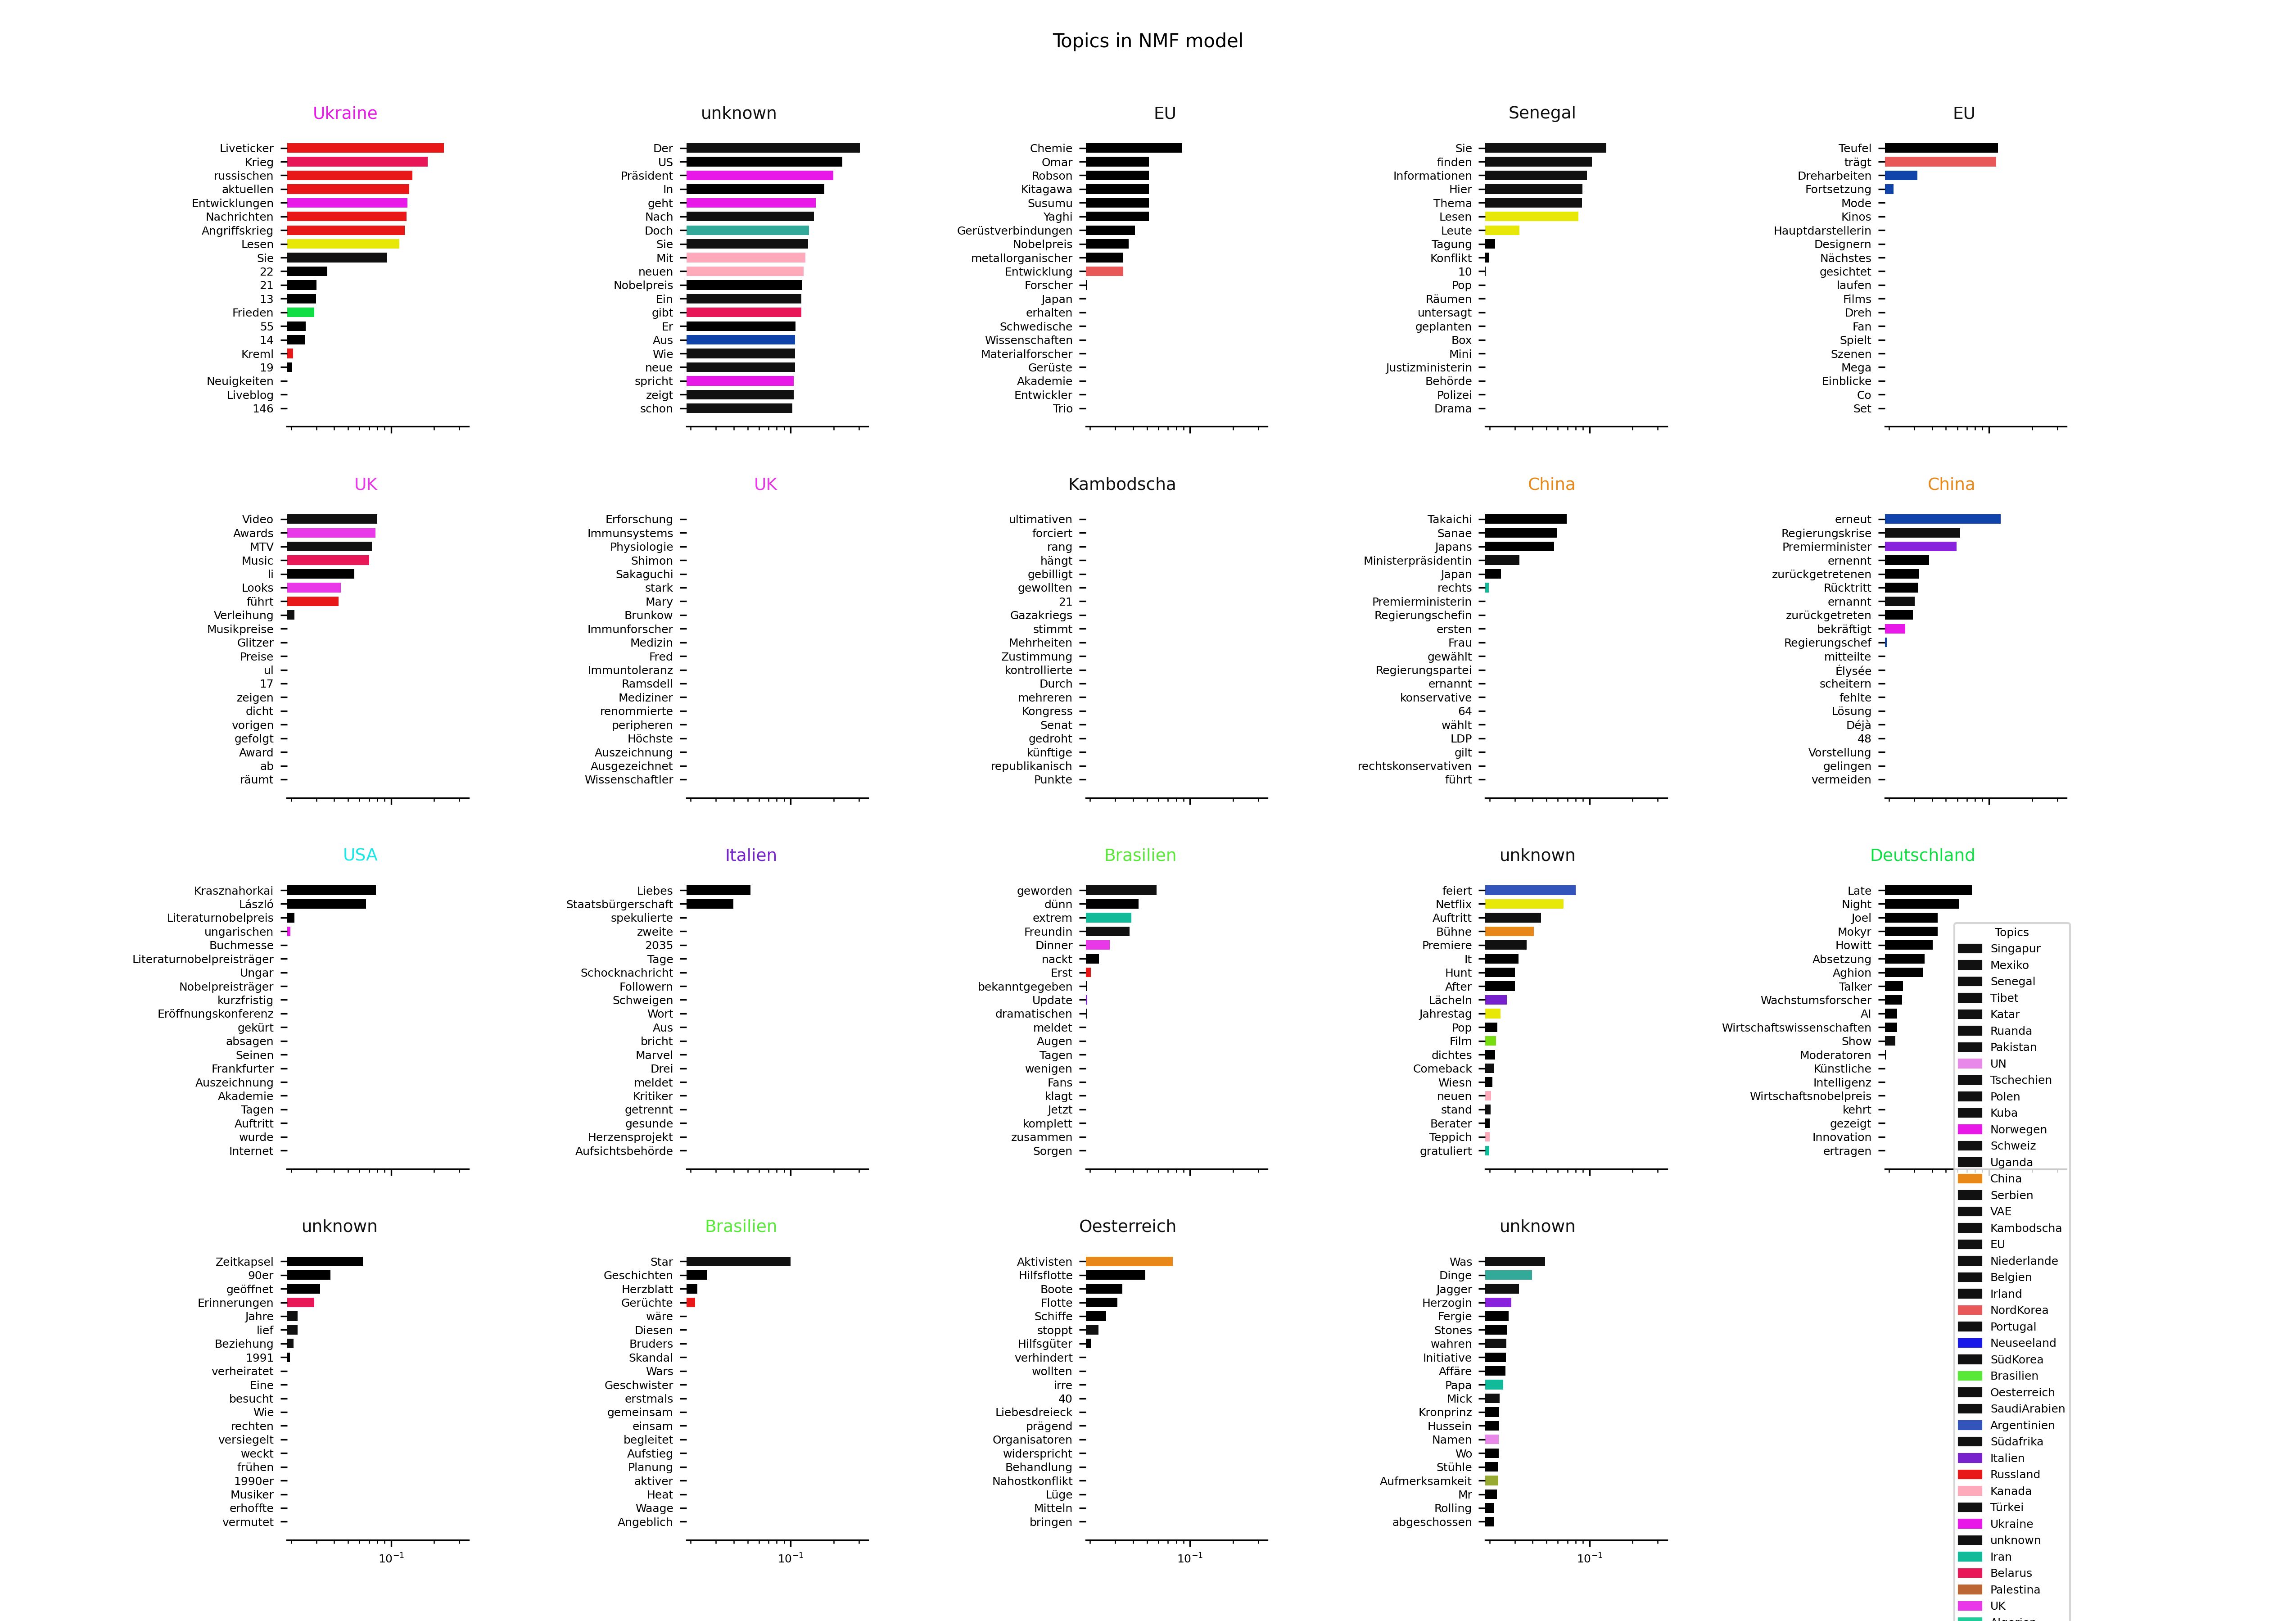 Topics in NMF model
Ukraine
Liveticker
Krieg
russischen
aktuellen
Entwicklungen
Nachrichten
Angriffskrieg
Lesen
Sie
22
21
13
Frieden
55
14
Kreml
19
Neuigkeiten
Liveblog
146
unknown
Der
US
Präsident
In
geht
Nach
Doch
Sie
Mit
neuen
Nobelpreis
Ein
gibt
Er
Aus
Wie
neue
spricht
zeigt
schon
EU
Chemie
Omar
Robson
Kitagawa
Susumu
Yaghi
Gerüstverbindungen
Nobelpreis
metallorganischer
Entwicklung
Forscher
Japan
erhalten
Schwedische
Wissenschaften
Materialforscher
Gerüste
Akademie
Entwickler
Trio
Senegal
Sie
finden
Informationen
Hier
Thema
Lesen
Leute
Tagung
Konflikt
10
Pop
Räumen
untersagt
geplanten
Box
Mini
Justizministerin
Behörde
Polizei
Drama
EU
Teufel
trägt
Dreharbeiten
Fortsetzung
Mode
Kinos
Hauptdarstellerin
Designern
Nächstes
gesichtet
laufen
Films
Dreh
Fan
Spielt
Szenen
Mega
Einblicke
Co
Set
UK
Video
Awards
MTV
Music
li
Looks
führt
Verleihung
Musikpreise
Glitzer
Preise
ul
17
zeigen
dicht
vorigen
gefolgt
Award
ab
räumt
UK
Erforschung
Immunsystems
Physiologie
Shimon
Sakaguchi
stark
Mary
Brunkow
Immunforscher
Medizin
Fred
Immuntoleranz
Ramsdell
Mediziner
renommierte
peripheren
Höchste
Auszeichnung
Ausgezeichnet
Wissenschaftler
Kambodscha
ultimativen
forciert
rang
hängt
gebilligt
gewollten
21
Gazakriegs
stimmt
Mehrheiten
Zustimmung
kontrollierte
Durch
mehreren
Kongress
Senat
gedroht
künftige
republikanisch
Punkte
China
Takaichi
Sanae
Japans
Ministerpräsidentin
Japan
rechts
Premierministerin
Regierungschefin
ersten
Frau
gewählt
Regierungspartei
ernannt
konservative
64
wählt
LDP
gilt
rechtskonservativen
führt
China
erneut
Regierungskrise
Premierminister
ernennt
zurückgetretenen
Rücktritt
ernannt
zurückgetreten
bekräftigt
Regierungschef
mitteilte
Élysée
scheitern
fehlte
Lösung
Déjà
48
Vorstellung
gelingen
vermeiden
USA
Krasznahorkai
László
Literaturnobelpreis
ungarischen
Buchmesse
Literaturnobelpreisträger
Ungar
Nobelpreisträger
kurzfristig
Eröffnungskonferenz
gekürt
absagen
Seinen
Frankfurter
Auszeichnung
Akademie
Tagen
Auftritt
wurde
Internet
Italien
Liebes
Staatsbürgerschaft
spekulierte
zweite
2035
Tage
Schocknachricht
Followern
Schweigen
Wort
Aus
bricht
Marvel
Drei
meldet
Kritiker
getrennt
gesunde
Herzensprojekt
Aufsichtsbehörde
Brasilien
geworden
dünn
extrem
Freundin
Dinner
nackt
Erst
bekanntgegeben
Update
dramatischen
meldet
Augen
Tagen
wenigen
Fans
klagt
Jetzt
komplett
zusammen
Sorgen
unknown
feiert
Netflix
Auftritt
Bühne
Premiere
It
Hunt
After
Lächeln
Jahrestag
Pop
Film
dichtes
Comeback
Wiesn
neuen
stand
Berater
Teppich
gratuliert
Deutschland
Late
Night
Joel
Mokyr
Howitt
Absetzung
Aghion
Talker
Wachstumsforscher
AI
Wirtschaftswissenschaften
Show
Moderatoren
Künstliche
Intelligenz
Wirtschaftsnobelpreis
kehrt
gezeigt
Innovation
ertragen
unknown
Zeitkapsel
90er
geöffnet
Erinnerungen
Jahre
lief
Beziehung
1991
verheiratet
Eine
besucht
Wie
rechten
versiegelt
weckt
frühen
1990er
Musiker
erhoffte
vermutet
10⁻¹
Brasilien
Star
Geschichten
Herzblatt
Gerüchte
wäre
Diesen
Bruders
Skandal
Wars
Geschwister
erstmals
gemeinsam
einsam
begleitet
Aufstieg
Planung
aktiver
Heat
Waage
Angeblich
10⁻¹
Oesterreich
Aktivisten
Hilfsflotte
Boote
Flotte
Schiffe
stoppt
Hilfsgüter
verhindert
wollten
irre
40
Liebesdreieck
prägend
Organisatoren
widerspricht
Behandlung
Nahostkonflikt
Lüge
Mitteln
bringen
10⁻¹
unknown
Was
Dinge
Jagger
Herzogin
Fergie
Stones
wahren
Initiative
Affäre
Papa
Mick
Kronprinz
Hussein
Namen
Wo
Stühle
Aufmerksamkeit
Mr
Rolling
abgeschossen
10⁻¹
Topics
Singapur
Mexiko
Senegal
Tibet
Katar
Ruanda
Pakistan
UN
Tschechien
Polen
Kuba
Norwegen
Schweiz
Uganda
China
Serbien
VAE
Kambodscha
EU
Niederlande
Belgien
Irland
NordKorea
Portugal
Neuseeland
SüdKorea
Brasilien
Oesterreich
SaudiArabien
Argentinien
Südafrika
Italien
Russland
Kanada
Türkei
Ukraine
unknown
Iran
Belarus
Palestina
UK